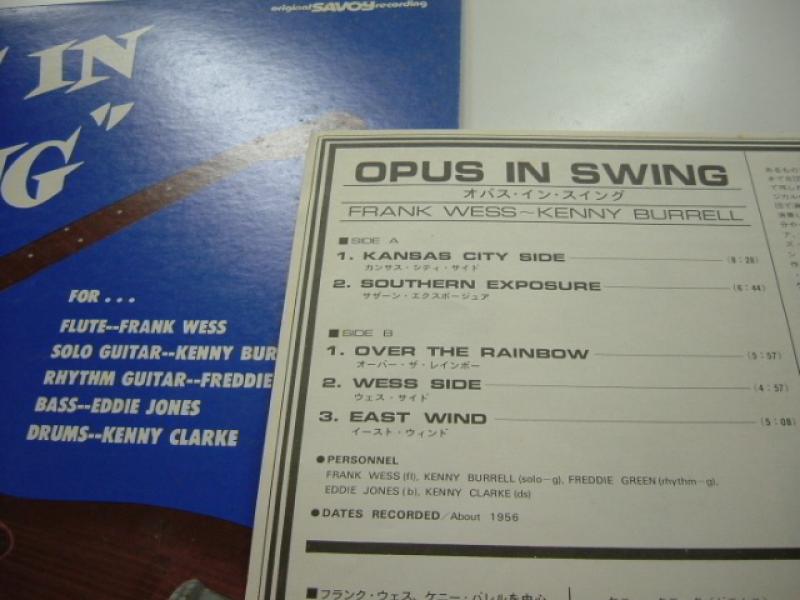 original SAVOY recording
IN
NG"
FOR...
FLUTE--FRANK WESS
SOLO GUITAR--KENNY BUR
RHYTHM GUITAR--FREDDIE
BASS--EDDIE JONES
DRUMS--KENNY CLARKE
OPUS IN SWING
オパス・イン・スイング
FRANK WESS~KENNY BURRELL
■SIDE A
1. KANSAS CITY SIDE (8:28)
カンサス・シティ・サイド
2. SOUTHERN EXPOSURE (6:44)
サザーン・エクスポージュア
■SIDE B
1. OVER THE RAINBOW (5:57)
オーバー・ザ・レインボー
2. WESS SIDE (4:57)
ウェス・サイド
3. EAST WIND (5:08)
イースト・ウィンド
●PERSONNEL
FRANK WESS (fl), KENNY BURRELL (solo-g), FREDDIE GREEN (rhythm-g),
EDDIE JONES (b), KENNY CLARKE (ds)
●DATES RECORDED/About 1956
■フランク・ウェス、ケニー・バレルを中心